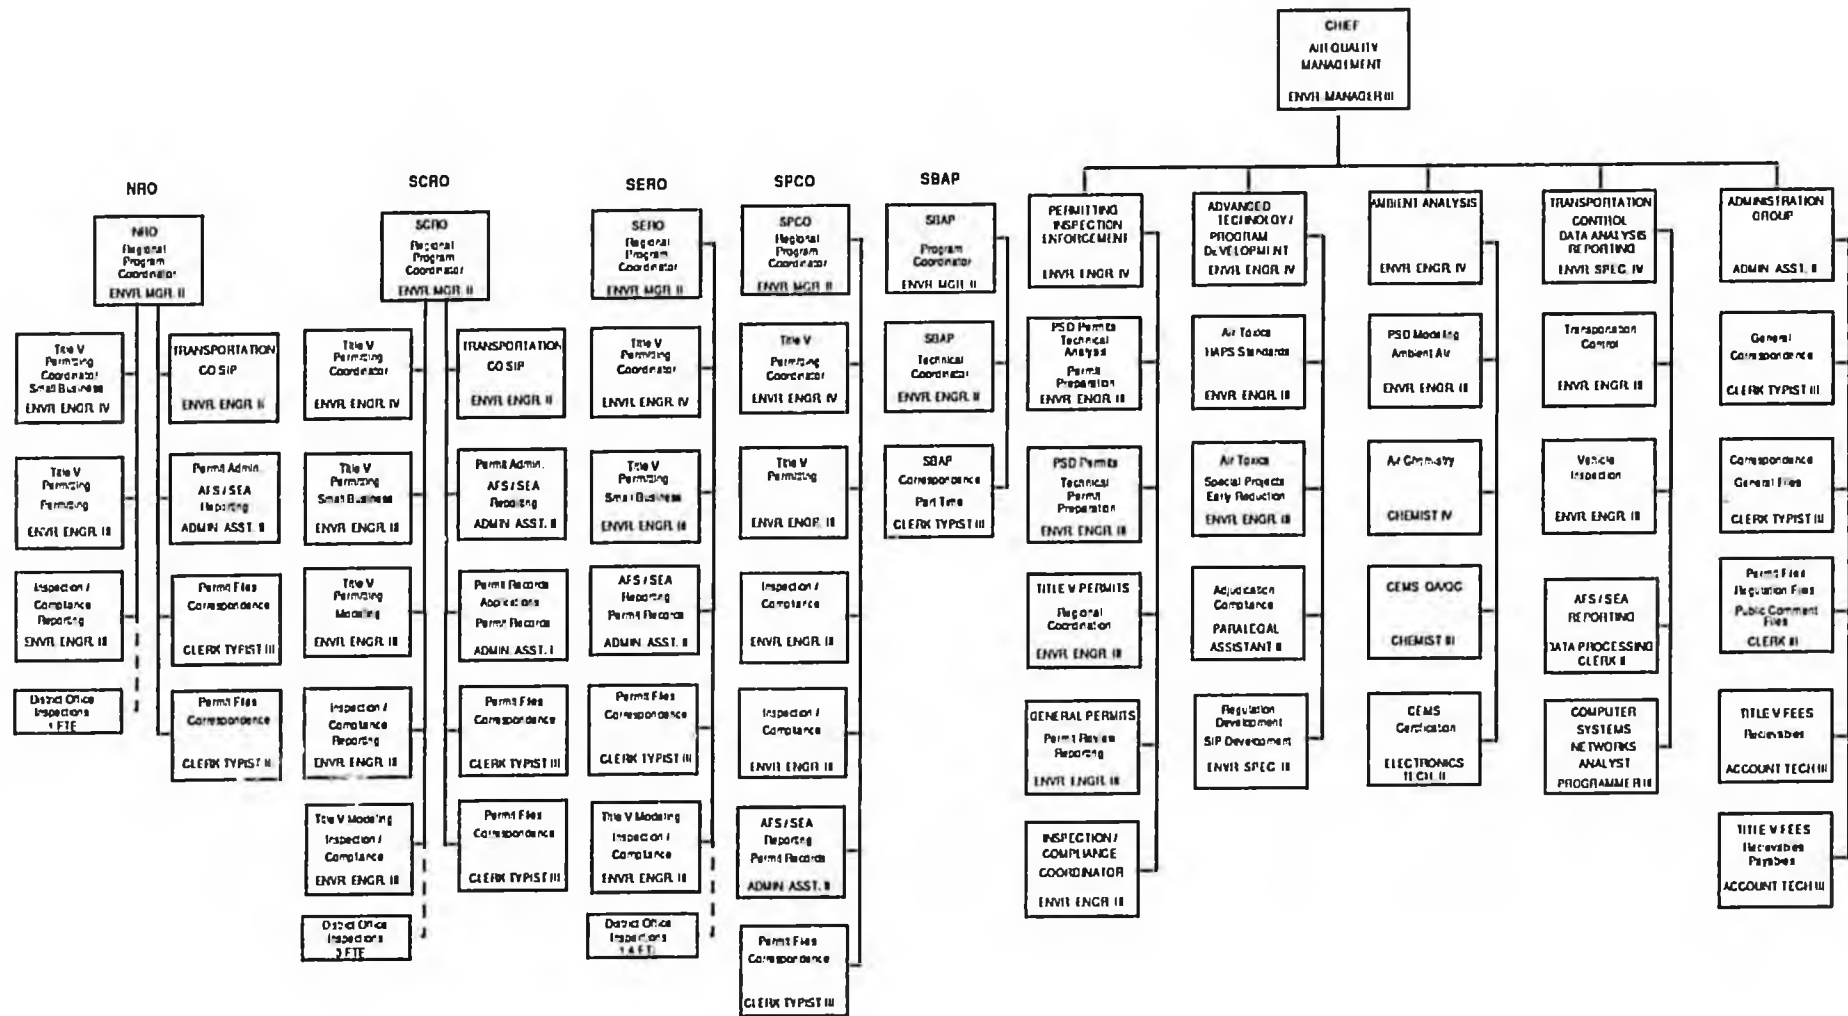 CHIEF
AIR QUALITY
MANAGEMENT
ENVR. MANAGER III
NRO
NRO
Regional
Program
Coordinator
ENVR. MGR. II
Title V
Permitting
Coordinator
Small Business
ENVR. ENGR. IV
TRANSPORTATION
CO SIP
ENVR. ENGR. II
Title V
Permitting
Permitting
ENVR. ENGR. III
Permit Admin.
AFS / SEA
Reporting
ADMIN. ASST. II
Inspection /
Compliance
Reporting
ENVR. ENGR. III
Permit Files
Correspondence
CLERK TYPIST III
District Office
Inspections
1 FTE
Permit Files
Correspondence
CLERK TYPIST II
SCRO
SCRO
Regional
Program
Coordinator
ENVR. MGR. II
Title V
Permitting
Coordinator
ENVR. ENGR. IV
TRANSPORTATION
CO SIP
ENVR. ENGR. II
Title V
Permitting
Small Business
ENVR. ENGR. III
Permit Admin.
AFS / SEA
Reporting
ADMIN. ASST. II
Title V
Permitting
Modeling
ENVR. ENGR. III
Permit Records
Applications
Permit Records
ADMIN. ASST. I
Inspection /
Compliance
Reporting
ENVR. ENGR. III
Permit Files
Correspondence
CLERK TYPIST III
Title V Modeling
Inspection /
Compliance
ENVR. ENGR. III
Permit Files
Correspondence
CLERK TYPIST III
District Office
Inspections
FTE
SERO
SERO
Regional
Program
Coordinator
ENVR. MGR. II
Title V
Permitting
Coordinator
ENVR. ENGR. IV
Title V
Permitting
Small Business
ENVR. ENGR. III
AFS / SEA
Reporting
Permit Records
ADMIN. ASST. II
Permit Files
Correspondence
CLERK TYPIST III
Title V Modeling
Inspection /
Compliance
ENVR. ENGR. III
District Office
Inspections
SPCO
SPCO
Regional
Program
Coordinator
ENVR. MGR. II
Title V
Permitting
Coordinator
ENVR. ENGR. IV
Title V
Permitting
ENVR. ENGR. III
Inspection /
Compliance
ENVR. ENGR. III
Inspection /
Compliance
ENVR. ENGR. III
AFS / SEA
Reporting
Permit Records
ADMIN. ASST. II
Permit Files
Correspondence
CLERK TYPIST III
SBAP
SBAP
Program
Coordinator
ENVR. MGR. II
SBAP
Technical
Coordinator
ENVR. ENGR. II
SBAP
Correspondence
Part Time
CLERK TYPIST III
PERMITTING
INSPECTION
ENFORCEMENT
ENVR. ENGR. IV
PSD Permits
Technical
Analysis
Permit
Preparation
ENVR. ENGR. III
PSD Permits
Technical
Permit
Preparation
ENVR. ENGR. III
TITLE V PERMITS
Regional
Coordination
ENVR. ENGR. III
GENERAL PERMITS
Permit Review
Reporting
ENVR. ENGR. III
INSPECTION /
COMPLIANCE
COORDINATOR
ENVR. ENGR. III
ADVANCED
TECHNOLOGY /
PROGRAM
DEVELOPMENT
ENVR. ENGR. IV
Air Toxics
HAPS Standards
ENVR. ENGR. III
Air Toxics
Special Projects
Early Reduction
ENVR. ENGR. III
Adjudication
Compliance
PARALEGAL
ASSISTANT II
Regulation
Development
SIP Development
ENVR. SPEC. III
AMBIENT ANALYSIS
ENVR. ENGR. IV
PSD Modeling
Ambient Air
ENVR. ENGR. III
Air Chemistry
CHEMIST IV
CEMS QA/QC
CHEMIST III
CEMS
Certification
ELECTRONICS
TECH. II
TRANSPORTATION
CONTROL
DATA ANALYSIS
REPORTING
ENVR. SPEC. IV
Transportation
Control
ENVR. ENGR. III
Vehicle
Inspection
ENVR. ENGR. III
AFS / SEA
REPORTING
DATA PROCESSING
CLERK II
COMPUTER
SYSTEMS
NETWORKS
ANALYST
PROGRAMMER III
ADMINISTRATION
GROUP
ADMIN. ASST. II
General
Correspondence
CLERK TYPIST III
Correspondence
General Files
CLERK TYPIST III
Permit Files
Regulation Files
Public Comment
Files
CLERK III
TITLE V FEES
Recievables
ACCOUNT TECH III
TITLE V FEES
Recievables
Payables
ACCOUNT TECH III